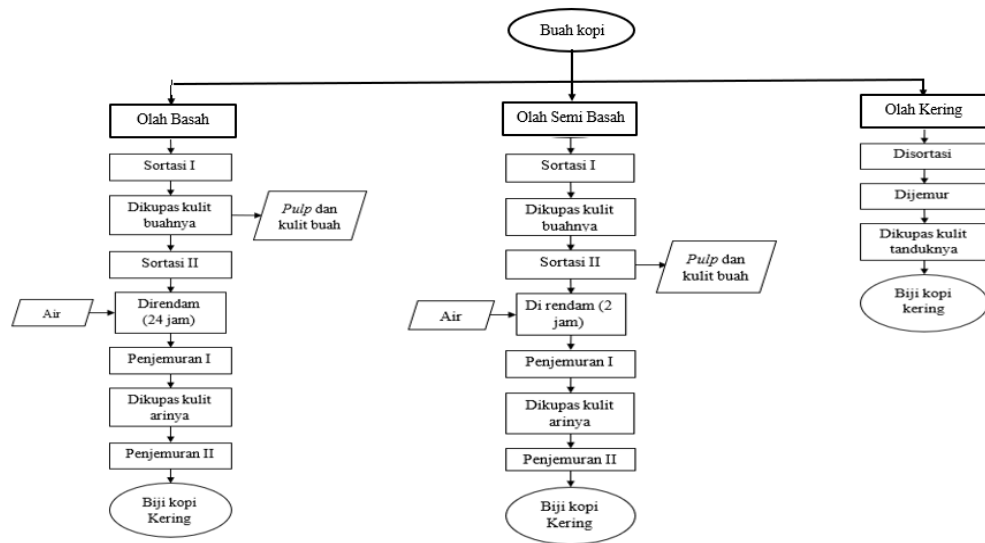 Buah kopi
Olah Basah
Sortasi I
Dikupas kulit
buahnya
Pulp dan
kulit buah
Sortasi II
Air
Direndam
(24 jam)
Penjemuran I
Dikupas kulit
arinya
Penjemuran II
Biji kopi
Kering
Olah Semi Basah
Sortasi I
Dikupas kulit
buahnya
Sortasi II
Pulp dan
kulit buah
Air
Di rendam (2
jam)
Penjemuran I
Dikupas kulit
arinya
Penjemuran II
Biji kopi
Kering
Olah Kering
Disortasi
Dijemur
Dikupas kulit
tanduknya
Biji kopi
kering